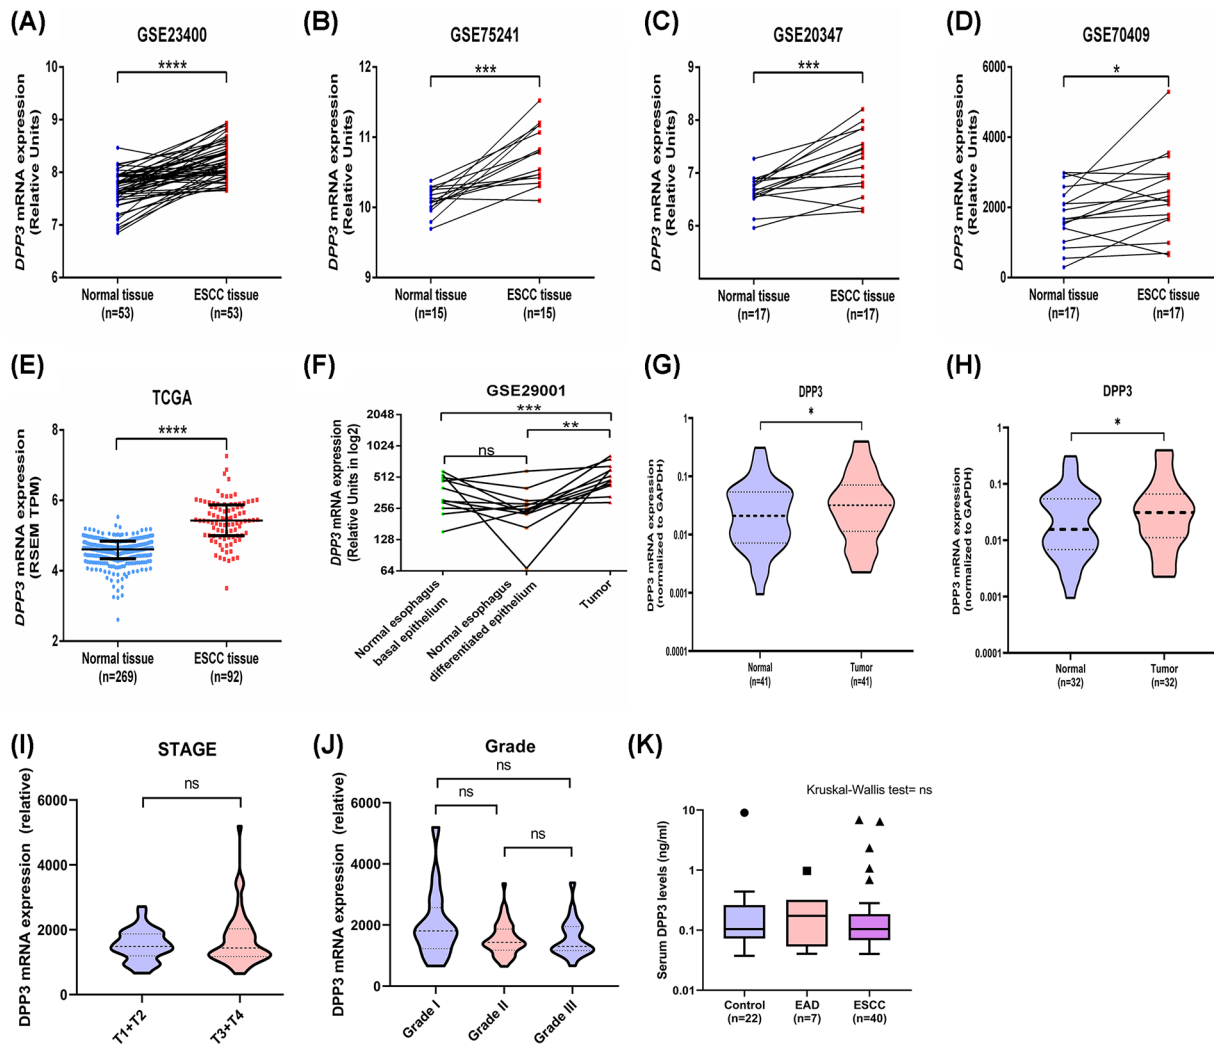 (A)
GSE23400
****
DPP3 mRNA expression
(Relative Units)
10
9
8
7
6
Normal tissue
(n=53)
ESCC tissue
(n=53)
(B)
GSE75241
***
DPP3 mRNA expression
(Relative Units)
12
11
10
9
Normal tissue
(n=15)
ESCC tissue
(n=15)
(C)
GSE20347
***
DPP3 mRNA expression
(Relative Units)
9
8
7
6
Normal tissue
(n=17)
ESCC tissue
(n=17)
(D)
GSE70409
*
DPP3 mRNA expression
(Relative Units)
6000
4000
2000
0
Normal tissue
(n=17)
ESCC tissue
(n=17)
(E)
TCGA
****
DPP3 mRNA expression
(RSEM TPM)
8
6
4
2
Normal tissue
(n=269)
ESCC tissue
(n=92)
(F)
GSE29001
***
**
ns
DPP3 mRNA expression
(Relative Units in log2)
2048
1024
512
256
128
64
Normal esophagus
basal epithelium
Normal esophagus
differentiated epithelium
Tumor
(G)
DPP3
*
DPP3 mRNA expression
(normalized to GAPDH)
1
0.1
0.01
0.001
0.0001
Normal
(n=41)
Tumor
(n=41)
(H)
DPP3
*
DPP3 mRNA expression
(normalized to GAPDH)
1
0.1
0.01
0.001
0.0001
Normal
(n=32)
Tumor
(n=32)
(I)
STAGE
ns
DPP3 mRNA expression (relative)
6000
4000
2000
0
T1+T2
T3+T4
(J)
Grade
ns
ns
ns
DPP3 mRNA expression (relative)
6000
4000
2000
0
Grade I
Grade II
Grade III
(K)
Kruskal-Wallis test= ns
Serum DPP3 levels (ng/ml)
10
1
0.1
0.01
Control
(n=22)
EAD
(n=7)
ESCC
(n=40)